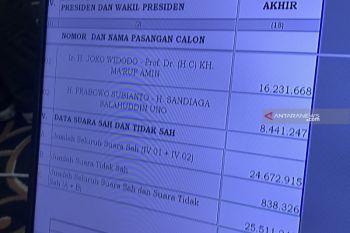 V. PRESIDEN DAN WAKIL PRESIDEN AKHIR
(2) (18)
NOMOR DAN NAMA PASANGAN CALON
Ir. H. JOKO WIDODO - Prof. Dr. (H.C) KH. MA'RUF AMIN 16.231.668
H. PRABOWO SUBIANTO - H. SANDIAGA SALAHUDDIN UNO 8.441.247
ANTARANEWS
.com
V. DATA SUARA SAH DAN TIDAK SAH
Jumlah Seluruh Suara Sah (IV.01 + IV.02) 24.672.915
Jumlah Suara Tidak Sah 838.326
Jumlah Seluruh Suara Sah dan Suara Tidak Sah (A + B)